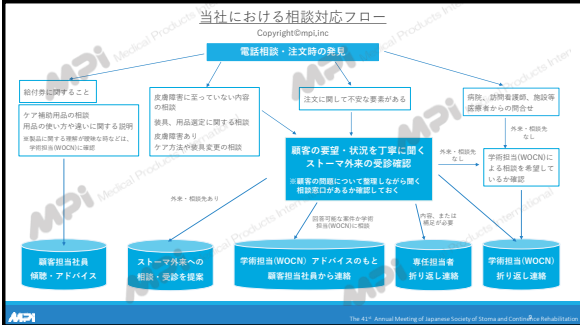 当社における相談対応フロー
Copyright©mpi,inc
電話相談・注文時の発見
給付券に関すること
ケア補助用品の相談
用品の使い方や違いに関する説明
※製品に関する理解が曖昧な時などは、
学術担当(WOCN)に確認
皮膚障害に至っていない内容
の相談
装具、用品選定に関する相談
皮膚障害あり
ケア方法や装具変更の相談
注文に関して不安な要素がある
病院、訪問看護師、施設等
医療者からの問合せ
外来・相談先
なし
顧客の要望・状況を丁寧に聞く
ストーマ外来の受診確認
※顧客の問題について整理しながら聞く
相談窓口があるか確認しておく
外来・相談先
なし
学術担当(WOCN)に
よる相談を希望して
いるか確認
外来・相談先あり
回答可能な案件か学術
担当(WOCN)に相談
内容、または
補足が必要
顧客担当社員
傾聴・アドバイス
ストーマ外来への
相談・受診を提案
学術担当(WOCN) アドバイスのもと
顧客担当社員から連絡
専任担当者
折り返し連絡
学術担当(WOCN)
折り返し連絡
MPI
The 41st Annual Meeting of Japanese Society of Stoma and Continence Rehabilitation
MPi Medical Products International